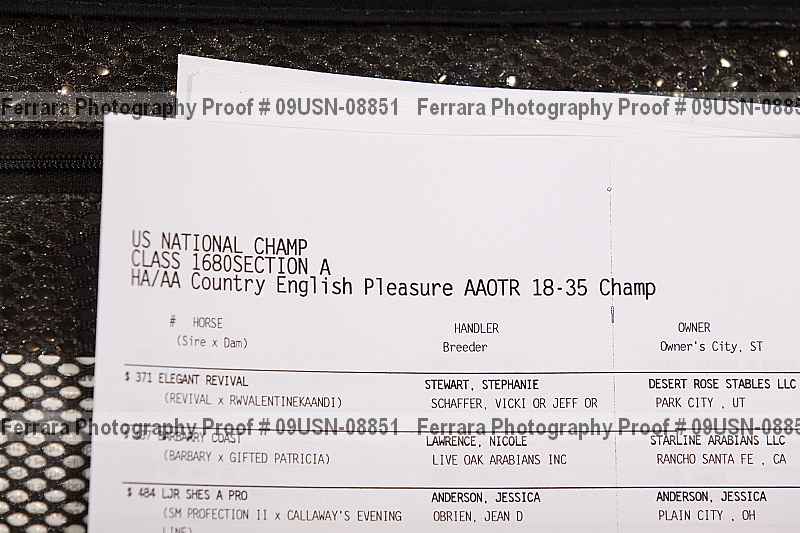 Ferrara Photography Proof # 09USN-08851 Ferrara Photography Proof # 09USN-0885
US NATIONAL CHAMP
CLASS 1680SECTION A
HA/AA Country English Pleasure AAOTR 18-35 Champ
# HORSE HANDLER OWNER
(Sire x Dam) Breeder Owner's City, ST
$ 371 ELEGANT REVIVAL STEWART, STEPHANIE DESERT ROSE STABLES LLC
(REVIVAL x RWVALENTINEKAANDI) SCHAFFER, VICKI OR JEFF OR PARK CITY , UT
Ferrara Photography Proof # 09USN-08851 Ferrara Photography Proof # 09USN-0885
BARBARY COAST LAWRENCE, NICOLE STARLINE ARABIANS LLC
(BARBARY x GIFTED PATRICIA) LIVE OAK ARABIANS INC RANCHO SANTA FE , CA
$ 484 LJR SHES A PRO ANDERSON, JESSICA ANDERSON, JESSICA
(SM PROFECTION II x CALLAWAY'S EVENING OBRIEN, JEAN D PLAIN CITY , OH
LINE)